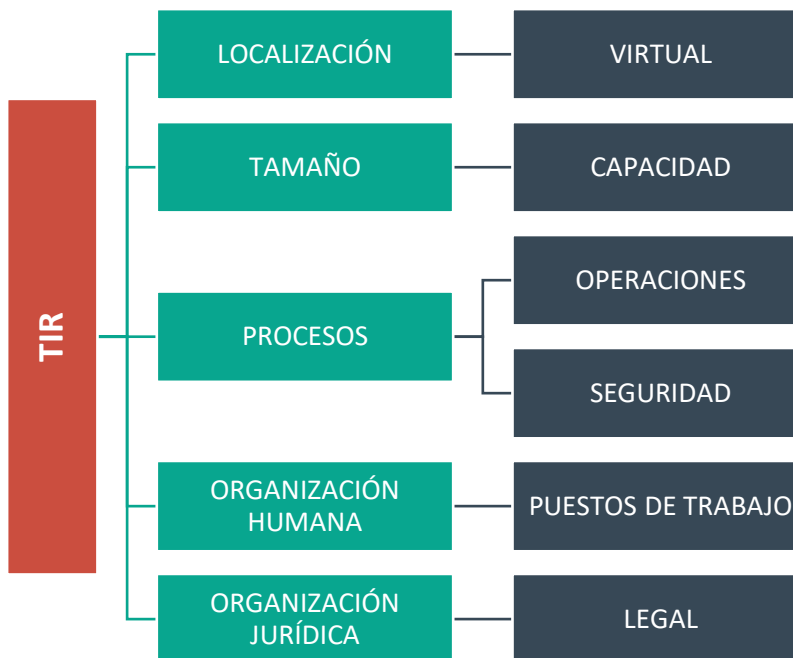 TIR
LOCALIZACIÓN
VIRTUAL
TAMAÑO
CAPACIDAD
PROCESOS
OPERACIONES
SEGURIDAD
ORGANIZACIÓN
HUMANA
PUESTOS DE TRABAJO
ORGANIZACIÓN
JURÍDICA
LEGAL